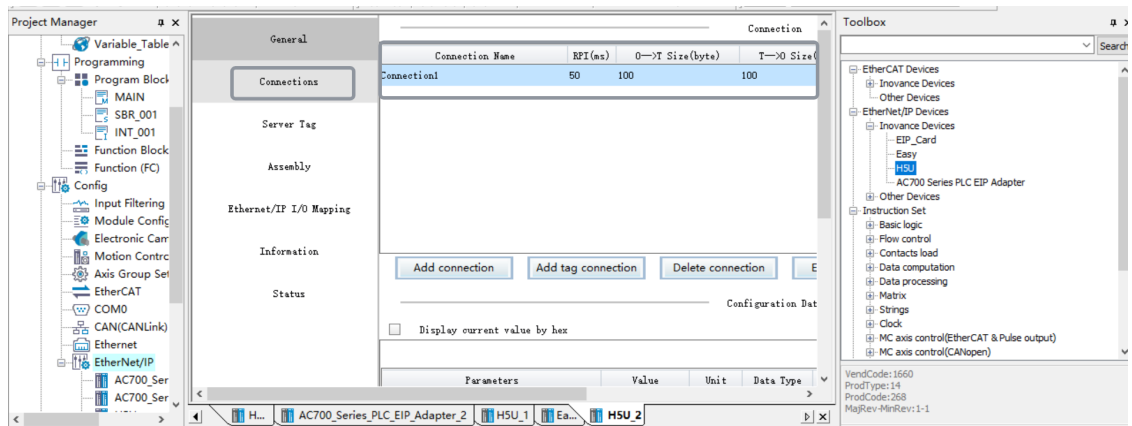 Project Manager
Variable_Table
Programming
Program Block
MAIN
SBR_001
INT_001
Function Block
Function (FC)
Config
Input Filtering
Module Config
Electronic Cam
Motion Contrc
Axis Group Set
EtherCAT
COM0
CAN(CANLink)
Ethernet
EtherNet/IP
AC700_Ser
AC700_Ser
General
Connections
Server Tag
Assembly
Ethernet/IP I/O Mapping
Information
Status
Connection
Connection Name RPI(ms) O-->T Size(byte) T-->O Size(
Connection1 50 100 100
Add connection Add tag connection Delete connection E
Configuration Dat
Display current value by hex
Parameters Value Unit Data Type
H... AC700_Series_PLC_EIP_Adapter_2 H5U_1 Ea... H5U_2
Toolbox
Search
EtherCAT Devices
Inovance Devices
Other Devices
EtherNet/IP Devices
Inovance Devices
EIP_Card
Easy
H5U
AC700 Series PLC EIP Adapter
Other Devices
Instruction Set
Basic logic
Flow control
Contacts load
Data computation
Data processing
Matrix
Strings
Clock
MC axis control(EtherCAT & Pulse output)
MC axis control(CANopen)
VendCode:1660
ProdType:14
ProdCode:268
MajRev-MinRev:1-1